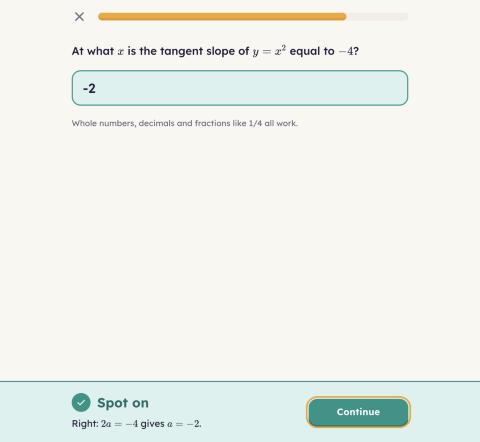 At what x is the tangent slope of y = x² equal to −4?
-2
Whole numbers, decimals and fractions like 1/4 all work.
Spot on
Right: 2a = −4 gives a = −2.
Continue